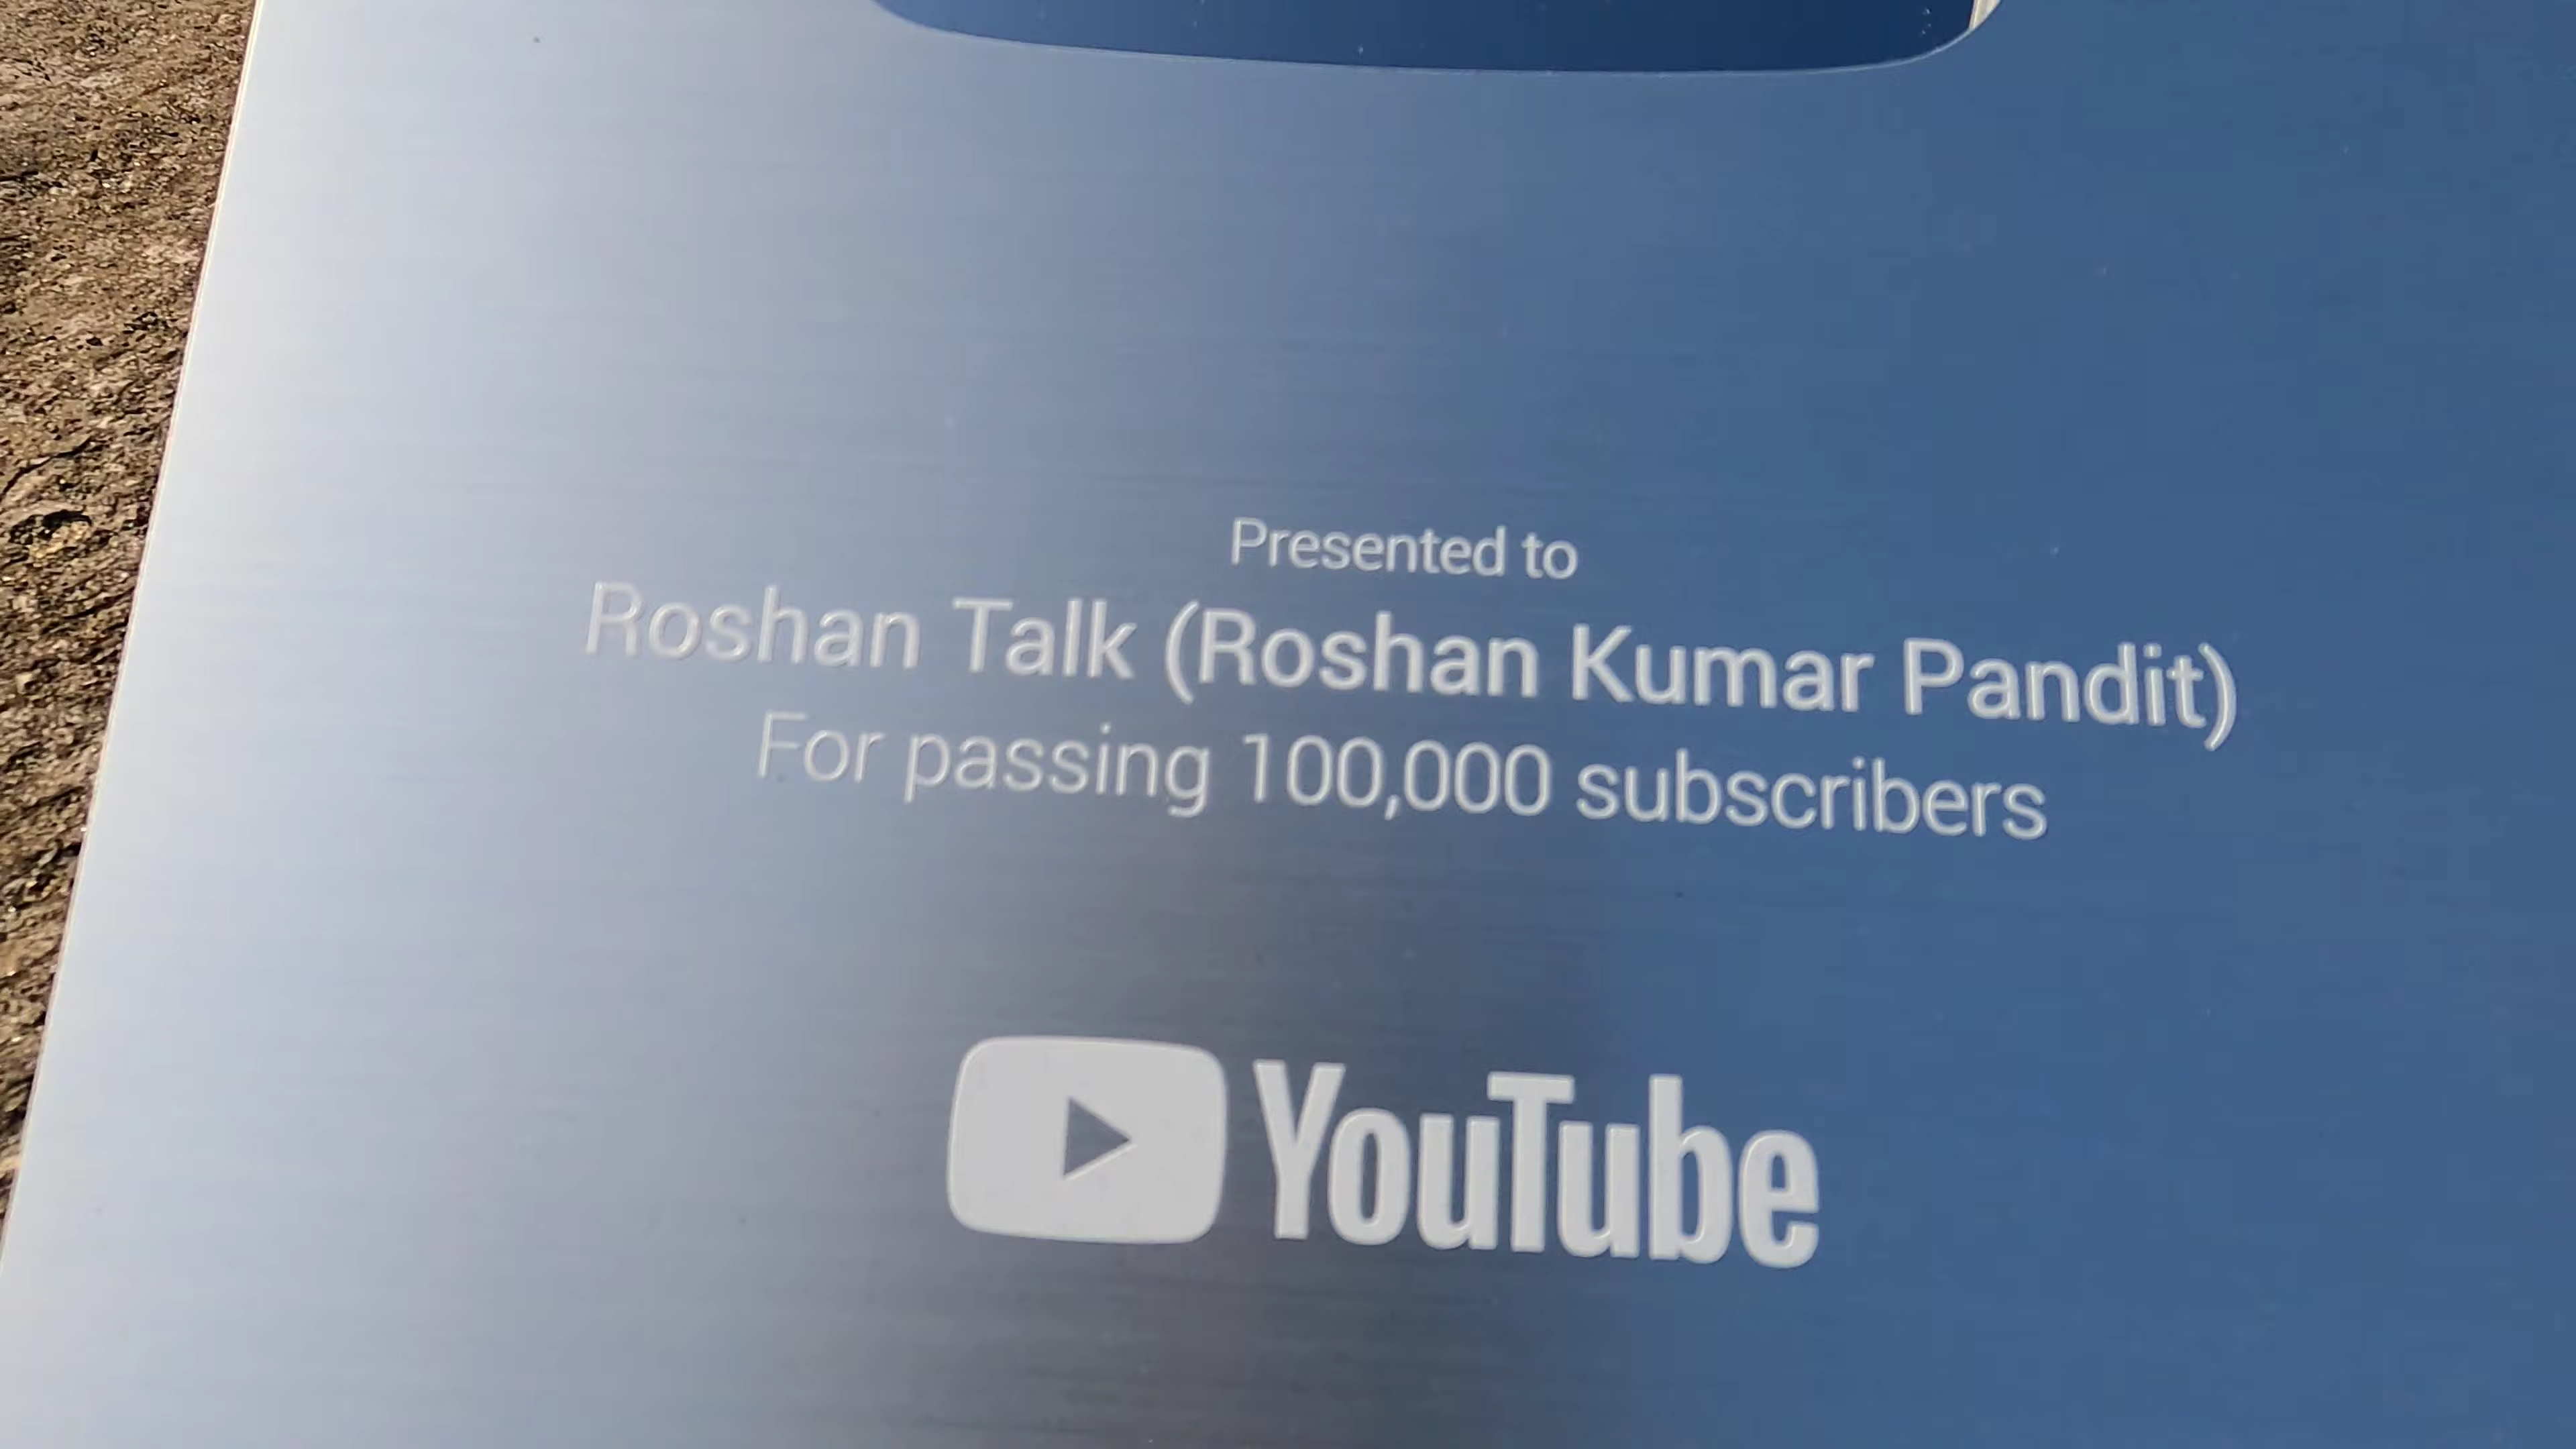 Presented to
Roshan Talk (Roshan Kumar Pandit)
For passing 100,000 subscribers
YouTube